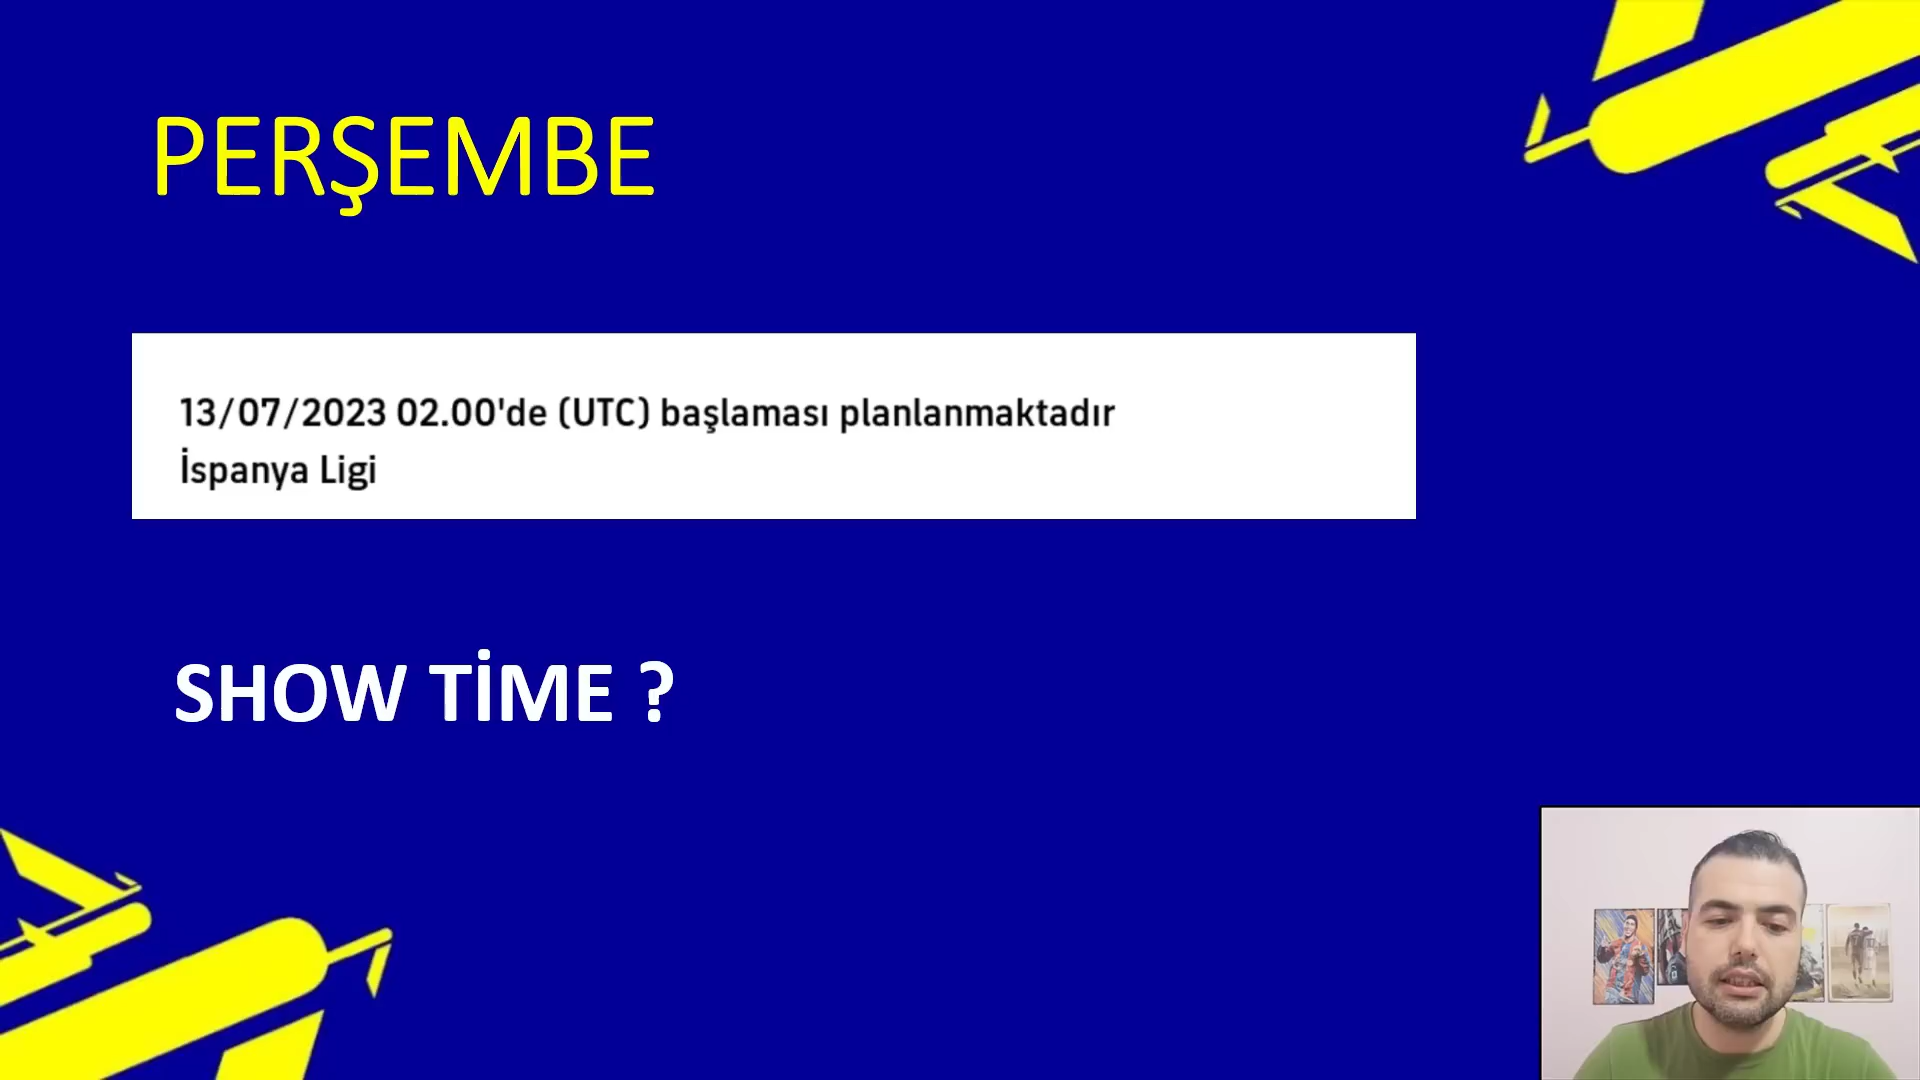 PERŞEMBE
13/07/2023 02.00'de (UTC) başlaması planlanmaktadır
İspanya Ligi
SHOW TİME ?